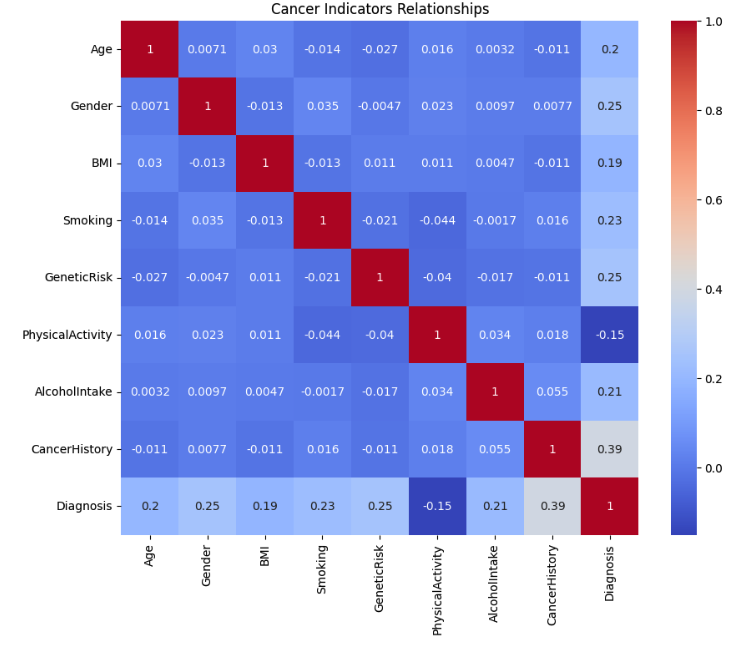 Cancer Indicators Relationships
Age 1 0.0071 0.03 -0.014 -0.027 0.016 0.0032 -0.011 0.2
Gender 0.0071 1 -0.013 0.035 -0.0047 0.023 0.0097 0.0077 0.25
BMI 0.03 -0.013 1 -0.013 0.011 0.011 0.0047 -0.011 0.19
Smoking -0.014 0.035 -0.013 1 -0.021 -0.044 -0.0017 0.016 0.23
GeneticRisk -0.027 -0.0047 0.011 -0.021 1 -0.04 -0.017 -0.011 0.25
PhysicalActivity 0.016 0.023 0.011 -0.044 -0.04 1 0.034 0.018 -0.15
AlcoholIntake 0.0032 0.0097 0.0047 -0.0017 -0.017 0.034 1 0.055 0.21
CancerHistory -0.011 0.0077 -0.011 0.016 -0.011 0.018 0.055 1 0.39
Diagnosis 0.2 0.25 0.19 0.23 0.25 -0.15 0.21 0.39 1
Age
Gender
BMI
Smoking
GeneticRisk
PhysicalActivity
AlcoholIntake
CancerHistory
Diagnosis
1.0
0.8
0.6
0.4
0.2
0.0